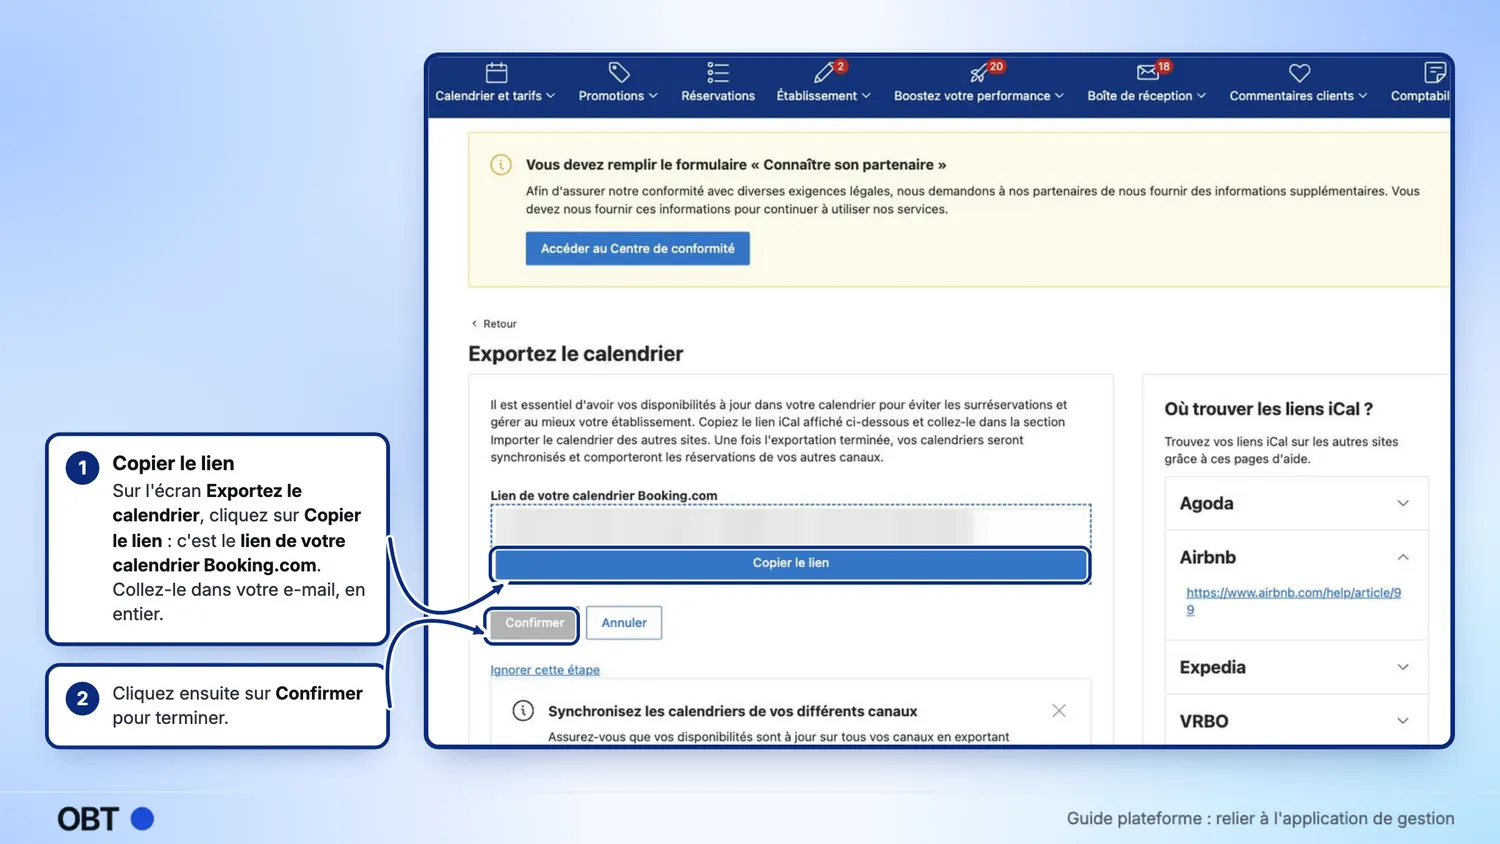 Calendrier et tarifs
Promotions
Réservations
Établissement
2
Boostez votre performance
20
Boîte de réception
18
Commentaires clients
Comptabil
Vous devez remplir le formulaire « Connaître son partenaire »
Afin d'assurer notre conformité avec diverses exigences légales, nous demandons à nos partenaires de nous fournir des informations supplémentaires. Vous
devez nous fournir ces informations pour continuer à utiliser nos services.
Accéder au Centre de conformité
Retour
Exportez le calendrier
Il est essentiel d'avoir vos disponibilités à jour dans votre calendrier pour éviter les surréservations et
gérer au mieux votre établissement. Copiez le lien iCal affiché ci-dessous et collez-le dans la section
Importer le calendrier des autres sites. Une fois l'exportation terminée, vos calendriers seront
synchronisés et comporteront les réservations de vos autres canaux.
Lien de votre calendrier Booking.com
Copier le lien
Confirmer
Annuler
Ignorer cette étape
Synchronisez les calendriers de vos différents canaux
Assurez-vous que vos disponibilités sont à jour sur tous vos canaux en exportant
Où trouver les liens iCal ?
Trouvez vos liens iCal sur les autres sites
grâce à ces pages d'aide.
Agoda
Airbnb
https://www.airbnb.com/help/article/9
9
Expedia
VRBO
1
Copier le lien
Sur l'écran Exportez le
calendrier, cliquez sur Copier
le lien : c'est le lien de votre
calendrier Booking.com.
Collez-le dans votre e-mail, en
entier.
2
Cliquez ensuite sur Confirmer
pour terminer.
OBT
Guide plateforme : relier à l'application de gestion